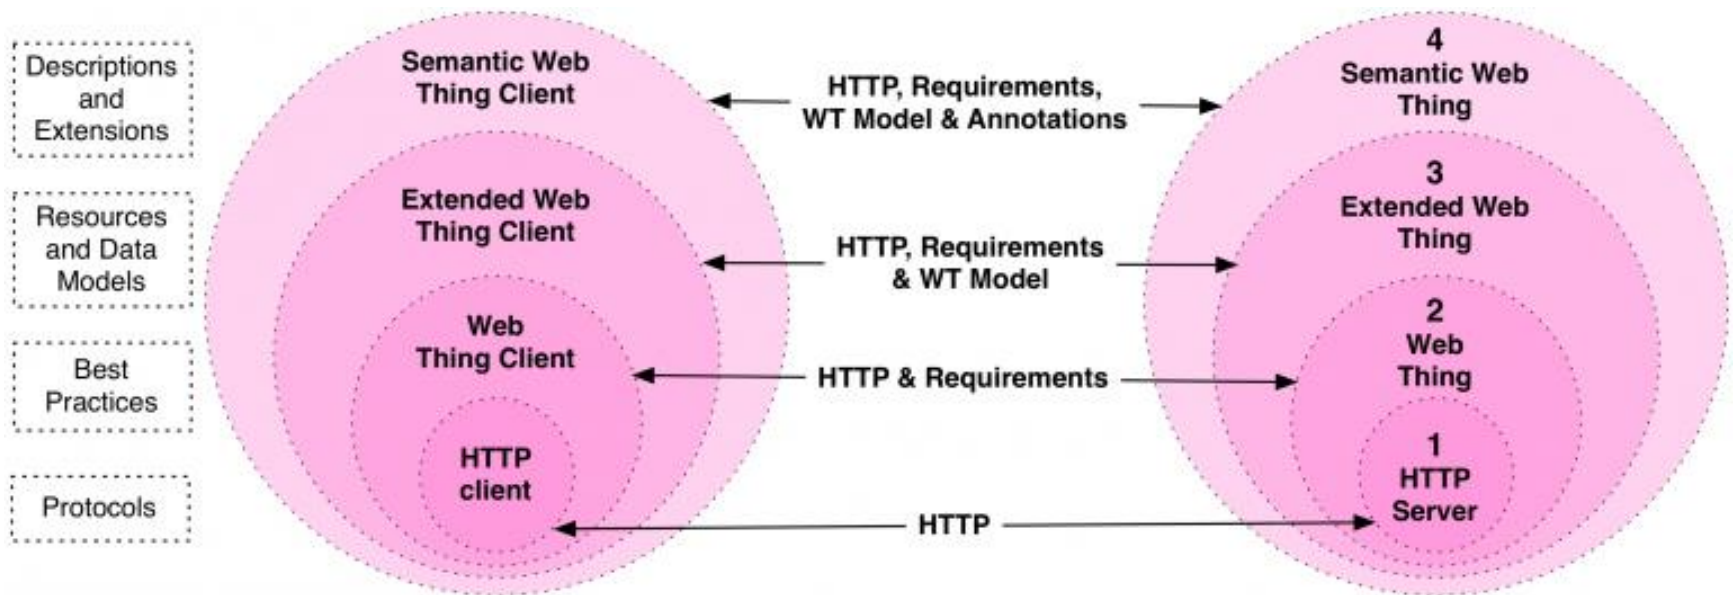 Descriptions
and
Extensions
Resources
and Data
Models
Best
Practices
Protocols
Semantic Web
Thing Client
Extended Web
Thing Client
Web
Thing Client
HTTP
client
HTTP, Requirements,
WT Model & Annotations
HTTP, Requirements
& WT Model
HTTP & Requirements
HTTP
4
Semantic Web
Thing
3
Extended Web
Thing
2
Web
Thing
1
HTTP
Server